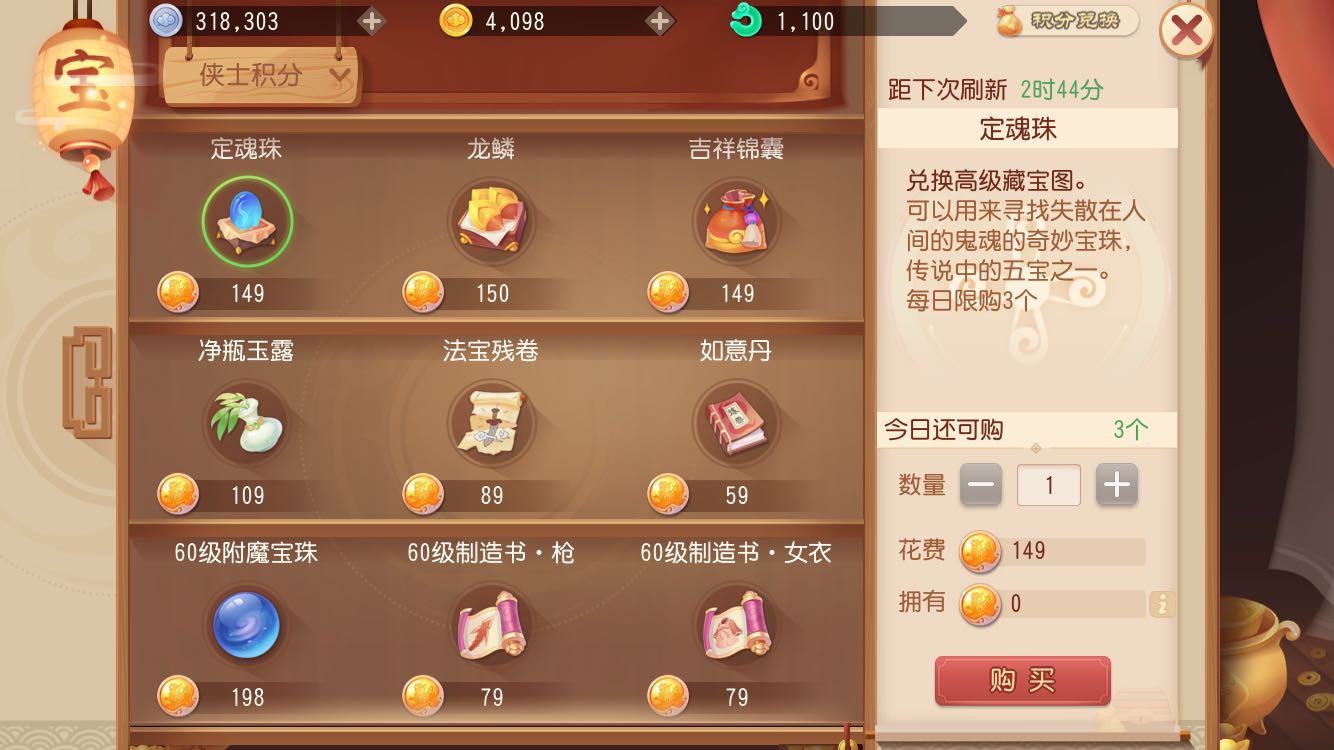 318,303
4,098
1,100
积分兑换
宝
侠士积分
距下次刷新 2时44分
定魂珠
龙鳞
吉祥锦囊
149
150
149
净瓶玉露
法宝残卷
如意丹
109
89
59
60级附魔宝珠
60级制造书·枪
60级制造书·女衣
198
79
79
定魂珠
兑换高级藏宝图。
可以用来寻找失散在人
间的鬼魂的奇妙宝珠,
传说中的五宝之一。
每日限购3个
今日还可购 3个
数量 1
花费 149
拥有 0
购买